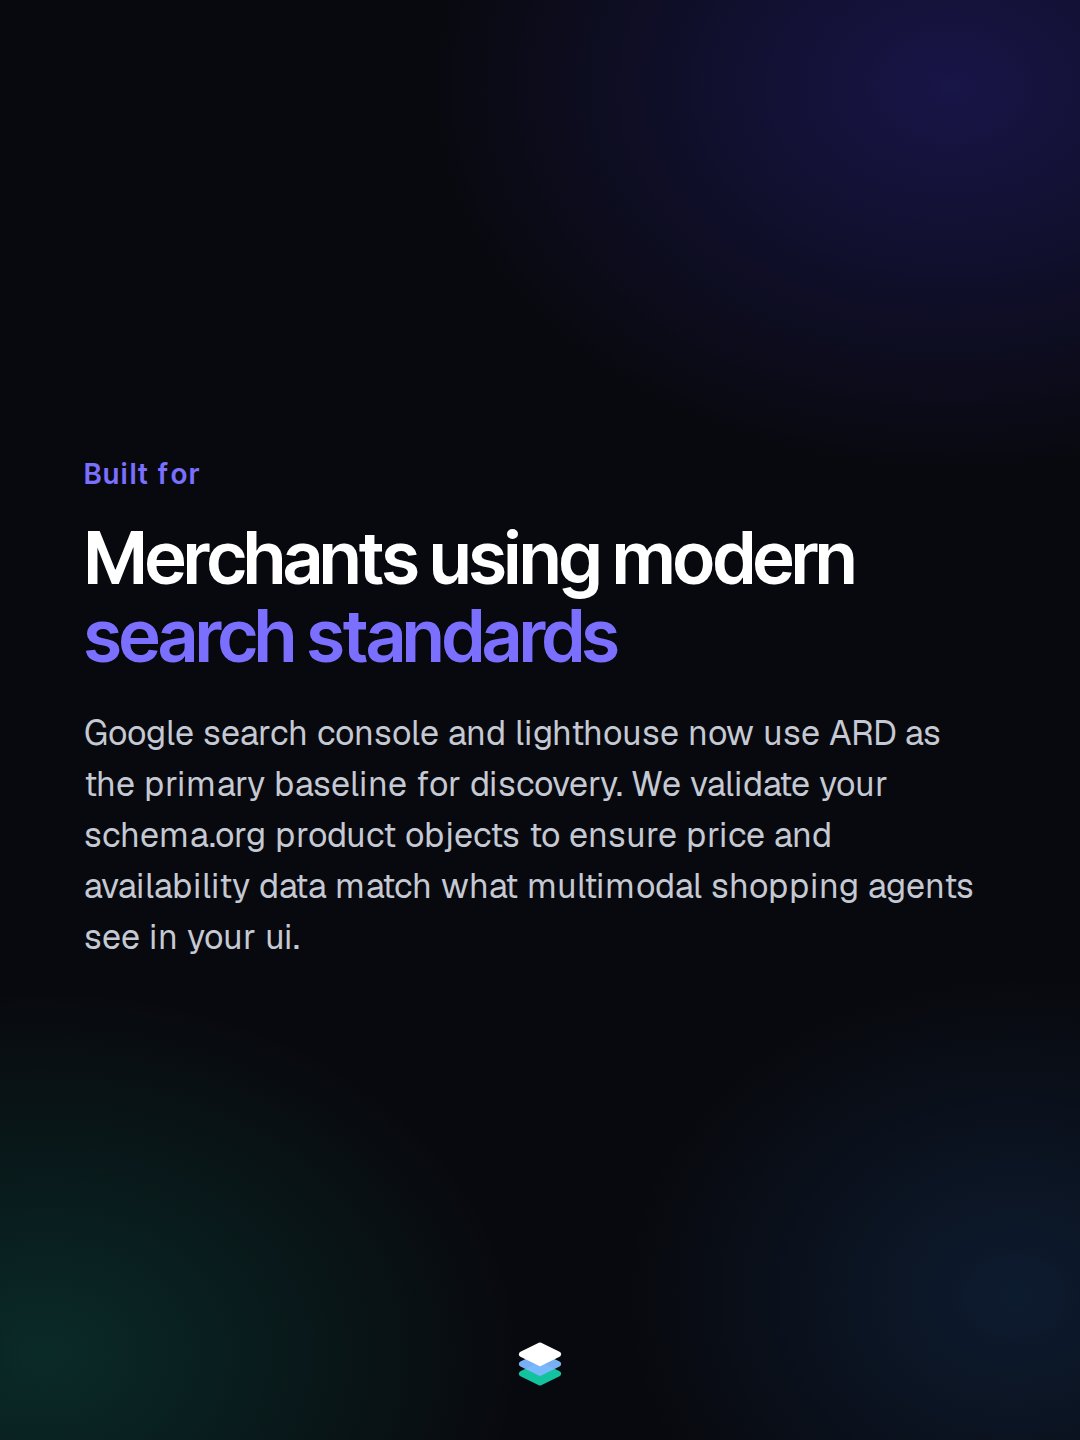 Built for
Merchants using modern
search standards
Google search console and lighthouse now use ARD as
the primary baseline for discovery. We validate your
schema.org product objects to ensure price and
availability data match what multimodal shopping agents
see in your ui.